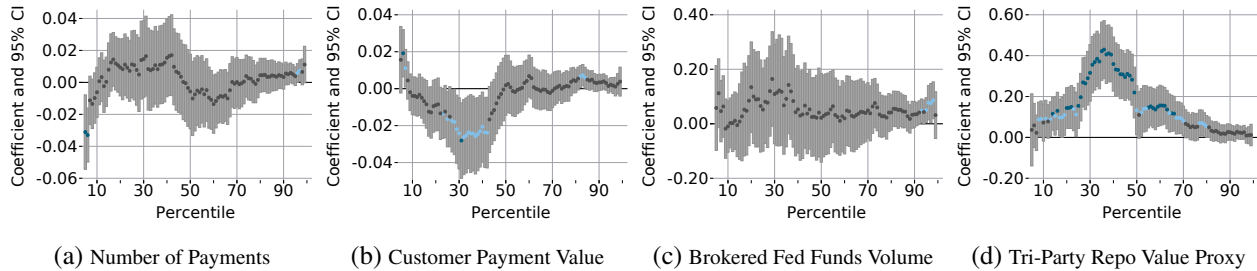 Coefficient and 95% CI
0.04
0.02
0.00
-0.02
-0.04
-0.06
10 30 50 70 90
Percentile
(a) Number of Payments
Coefficient and 95% CI
0.04
0.02
0.00
-0.02
-0.04
10 30 50 70 90
Percentile
(b) Customer Payment Value
Coefficient and 95% CI
0.40
0.20
0.00
-0.20
10 30 50 70 90
Percentile
(c) Brokered Fed Funds Volume
Coefficient and 95% CI
0.60
0.40
0.20
0.00
-0.20
10 30 50 70 90
Percentile
(d) Tri-Party Repo Value Proxy